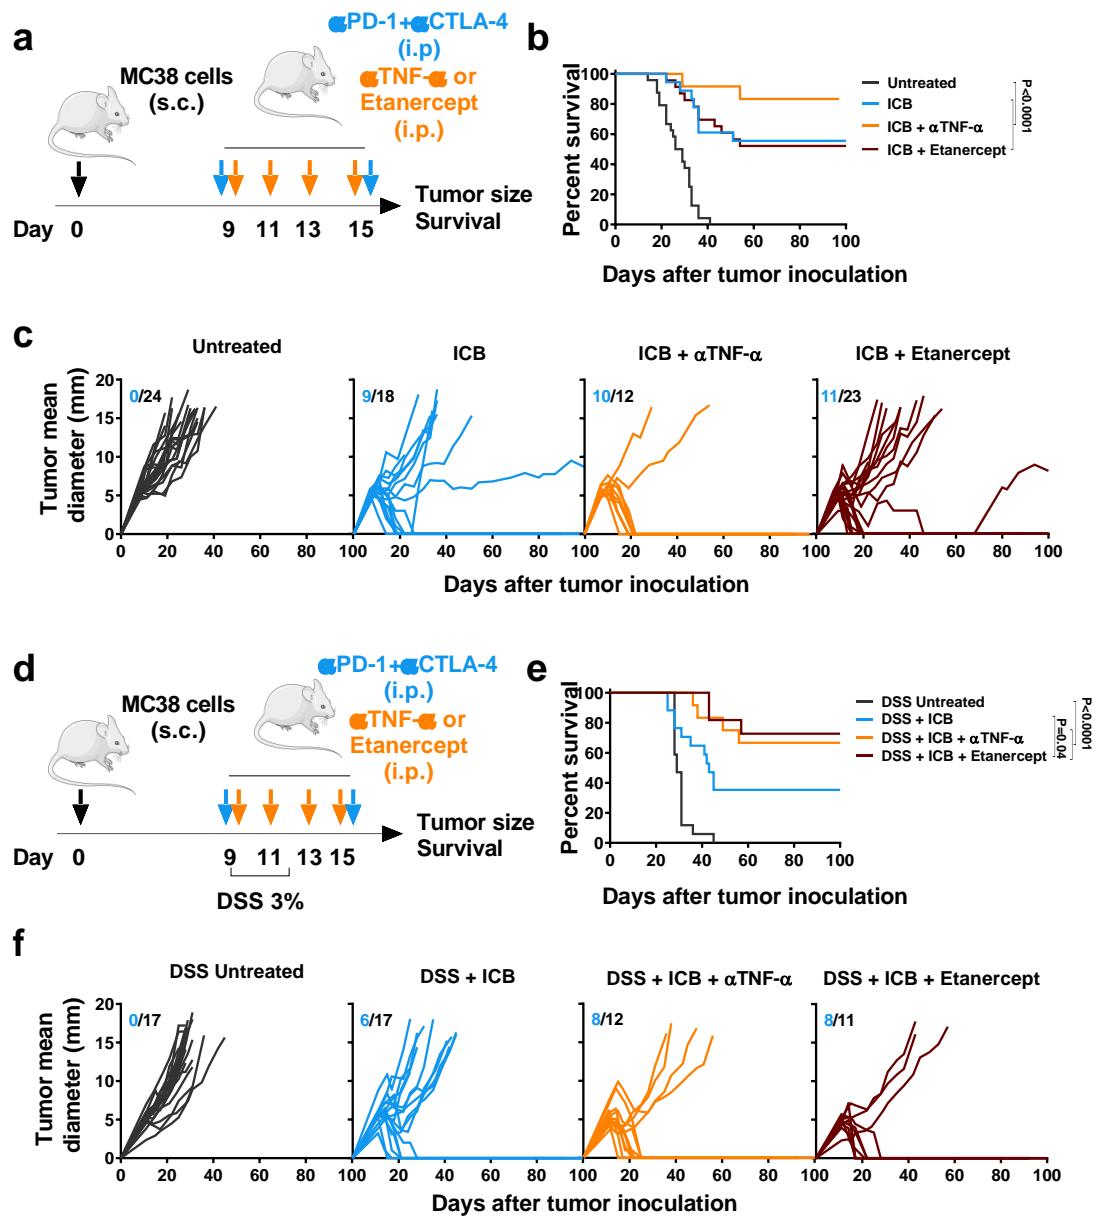 a
αPD-1+αCTLA-4
(i.p)
MC38 cells
(s.c.)
αTNF-α or
Etanercept
(i.p.)
Tumor size
Survival
Day 0 9 11 13 15
b
Percent survival
100
80
60
40
20
0
0 20 40 60 80 100
Days after tumor inoculation
Untreated
ICB
ICB + αTNF-α
ICB + Etanercept
P<0.0001
c
Untreated
ICB
ICB + αTNF-α
ICB + Etanercept
Tumor mean
diameter (mm)
20
15
10
5
0
0/24
9/18
10/12
11/23
0 20 40 60 80 100 20 40 60 80 100 20 40 60 80 100 20 40 60 80 100
Days after tumor inoculation
d
αPD-1+αCTLA-4
(i.p.)
MC38 cells
(s.c.)
αTNF-α or
Etanercept
(i.p.)
Tumor size
Survival
Day 0 9 11 13 15
DSS 3%
e
Percent survival
100
80
60
40
20
0
0 20 40 60 80 100
Days after tumor inoculation
DSS Untreated
DSS + ICB
DSS + ICB + αTNF-α
DSS + ICB + Etanercept
P=0.04
P<0.0001
f
DSS Untreated
DSS + ICB
DSS + ICB + αTNF-α
DSS + ICB + Etanercept
Tumor mean
diameter (mm)
20
15
10
5
0
0/17
6/17
8/12
8/11
0 20 40 60 80 100 20 40 60 80 100 20 40 60 80 100 20 40 60 80 100
Days after tumor inoculation